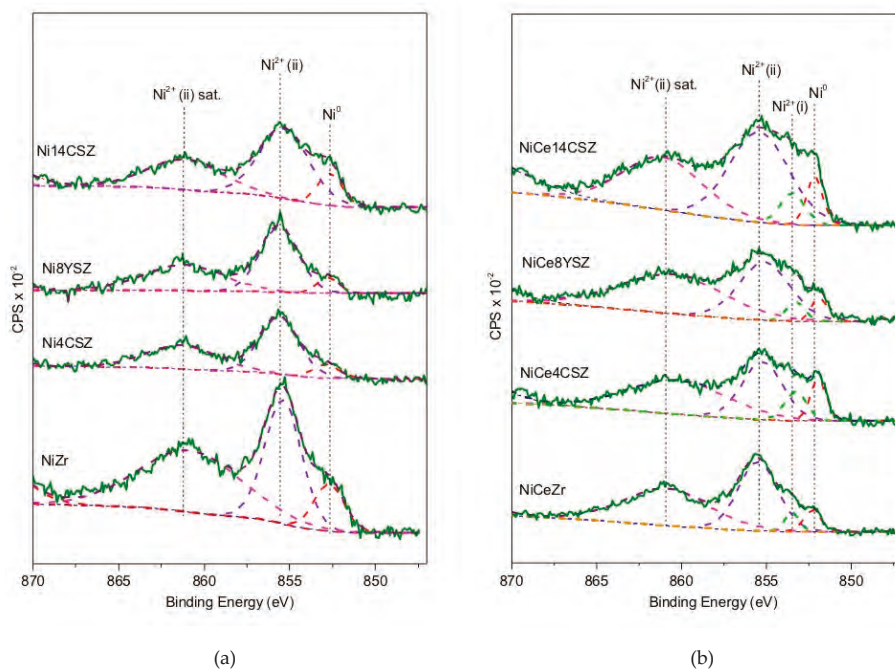 Ni²⁺(ii) sat.
Ni²⁺(ii)
Ni⁰
Ni14CSZ
Ni8YSZ
Ni4CSZ
NiZr
CPS x 10⁻²
870 865 860 855 850
Binding Energy (eV)
(a)
Ni²⁺(ii) sat.
Ni²⁺(ii)
Ni²⁺(i)
Ni⁰
NiCe14CSZ
NiCe8YSZ
NiCe4CSZ
NiCeZr
CPS x 10⁻²
870 865 860 855 850
Binding Energy (eV)
(b)